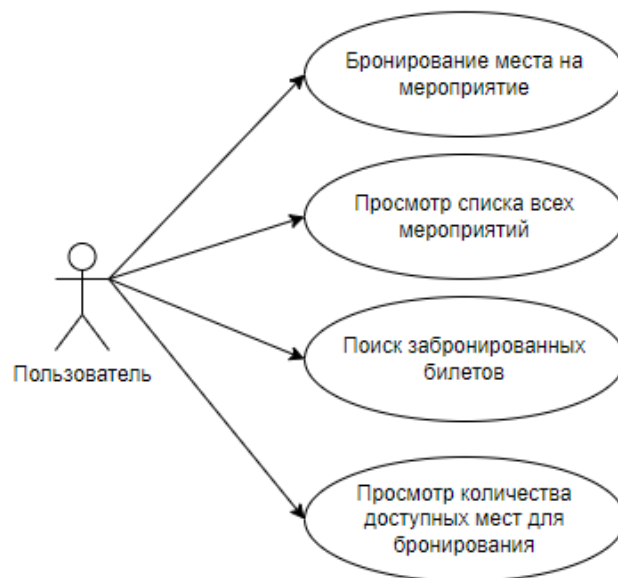 Бронирование места на
мероприятие
Просмотр списка всех
мероприятий
Пользователь
Поиск забронированных
билетов
Просмотр количества
доступных мест для
бронирования